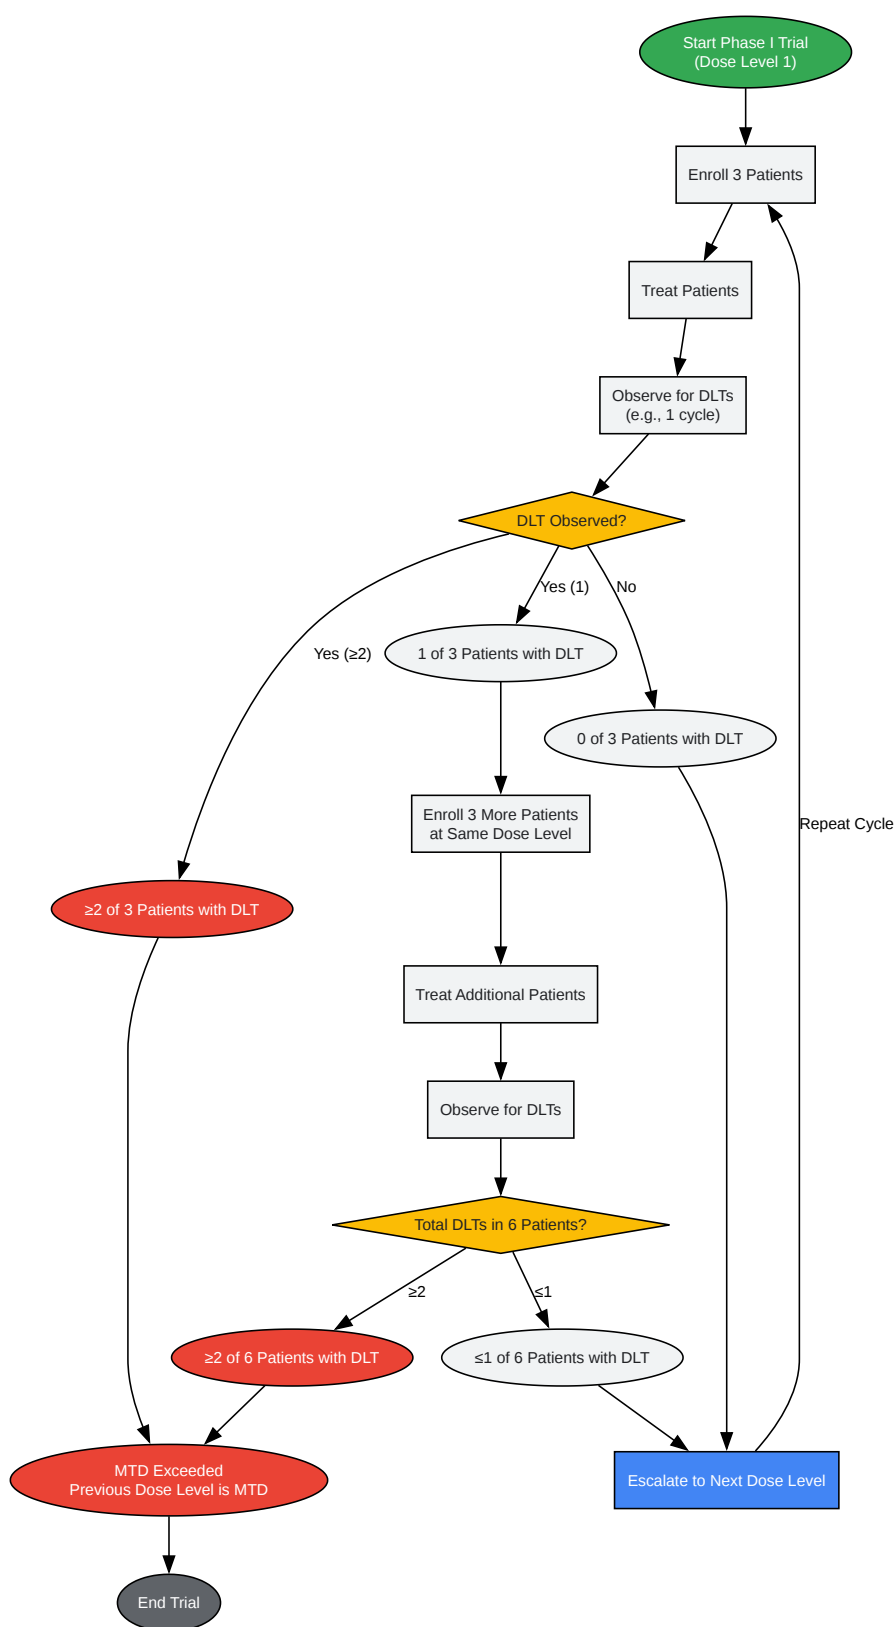 Start Phase I Trial
(Dose Level 1)
Enroll 3 Patients
Treat Patients
Observe for DLTs
(e.g., 1 cycle)
DLT Observed?
Yes (1)
No
Yes (≥2)
1 of 3 Patients with DLT
0 of 3 Patients with DLT
Enroll 3 More Patients
at Same Dose Level
Repeat Cycle
≥2 of 3 Patients with DLT
Treat Additional Patients
Observe for DLTs
Total DLTs in 6 Patients?
≥2
≤1
≥2 of 6 Patients with DLT
≤1 of 6 Patients with DLT
MTD Exceeded
Previous Dose Level is MTD
Escalate to Next Dose Level
End Trial